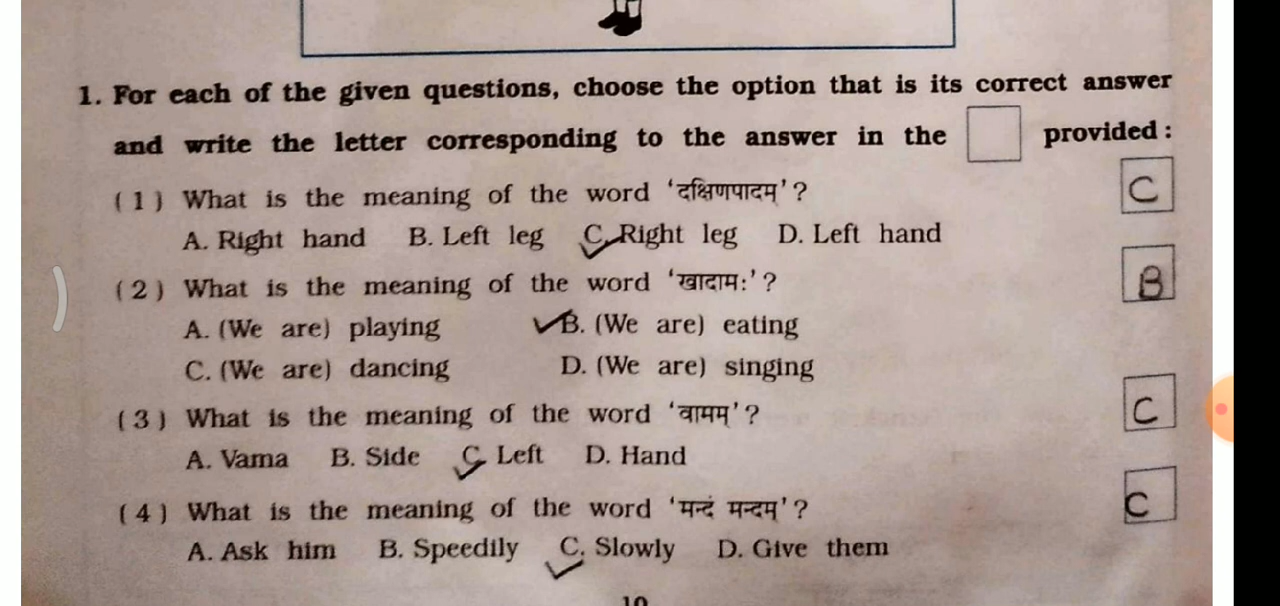 1. For each of the given questions, choose the option that is its correct answer
and write the letter corresponding to the answer in the provided :
( 1 ) What is the meaning of the word 'दक्षिणपादम्' ? C
A. Right hand B. Left leg C. Right leg D. Left hand
( 2 ) What is the meaning of the word 'खादामः' ? B
A. (We are) playing B. (We are) eating
C. (We are) dancing D. (We are) singing
( 3 ) What is the meaning of the word 'वामम्' ? C
A. Vama B. Side C. Left D. Hand
( 4 ) What is the meaning of the word 'मन्दं मन्दम्' ? C
A. Ask him B. Speedily C. Slowly D. Give them
10